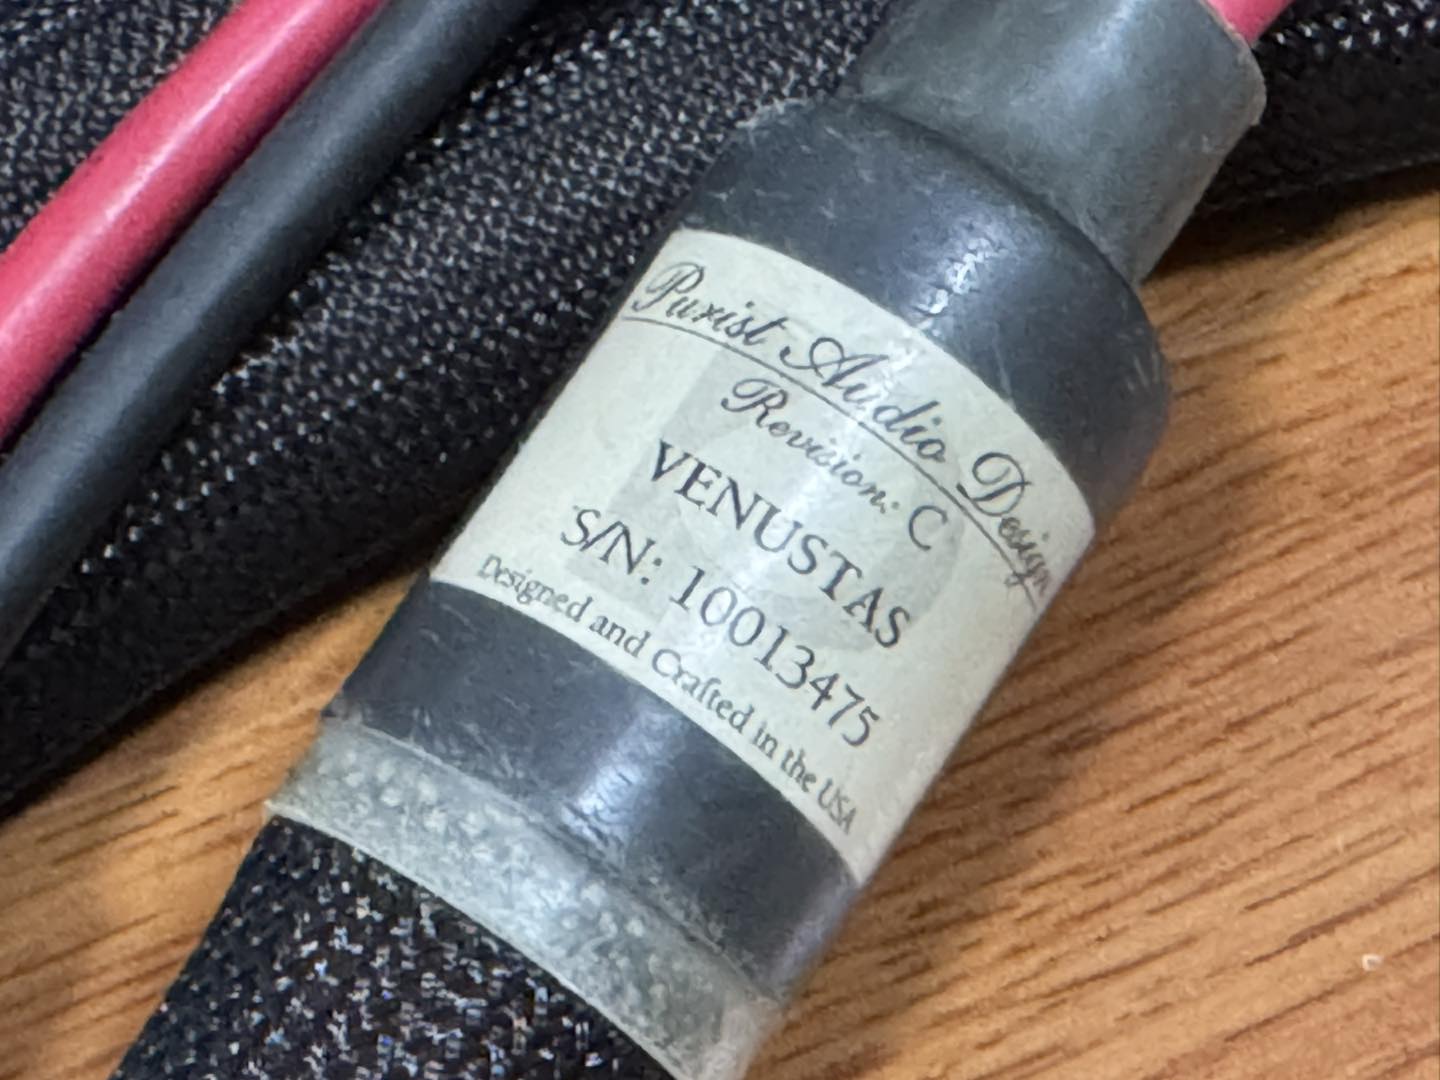 Purist Audio Design
Revision: C
VENUSTAS
S/N: 10013475
Designed and Crafted in the USA